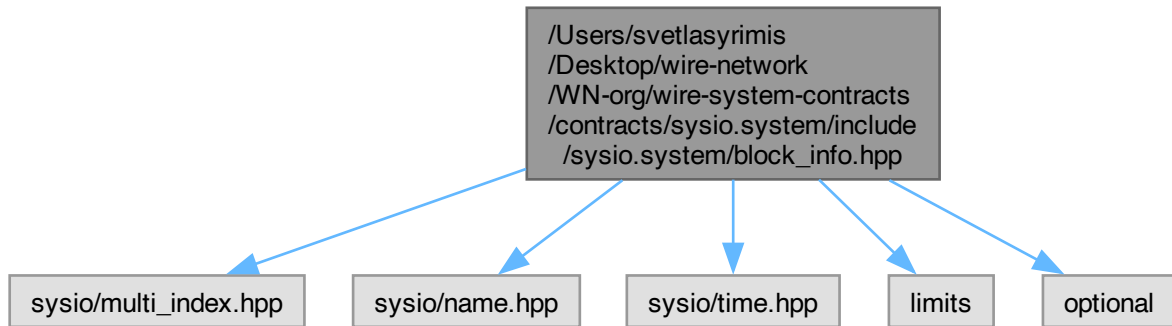 /Users/svetlasyrimis
/Desktop/wire-network
/WN-org/wire-system-contracts
/contracts/sysio.system/include
/sysio.system/block_info.hpp
sysio/multi_index.hpp
sysio/name.hpp
sysio/time.hpp
limits
optional